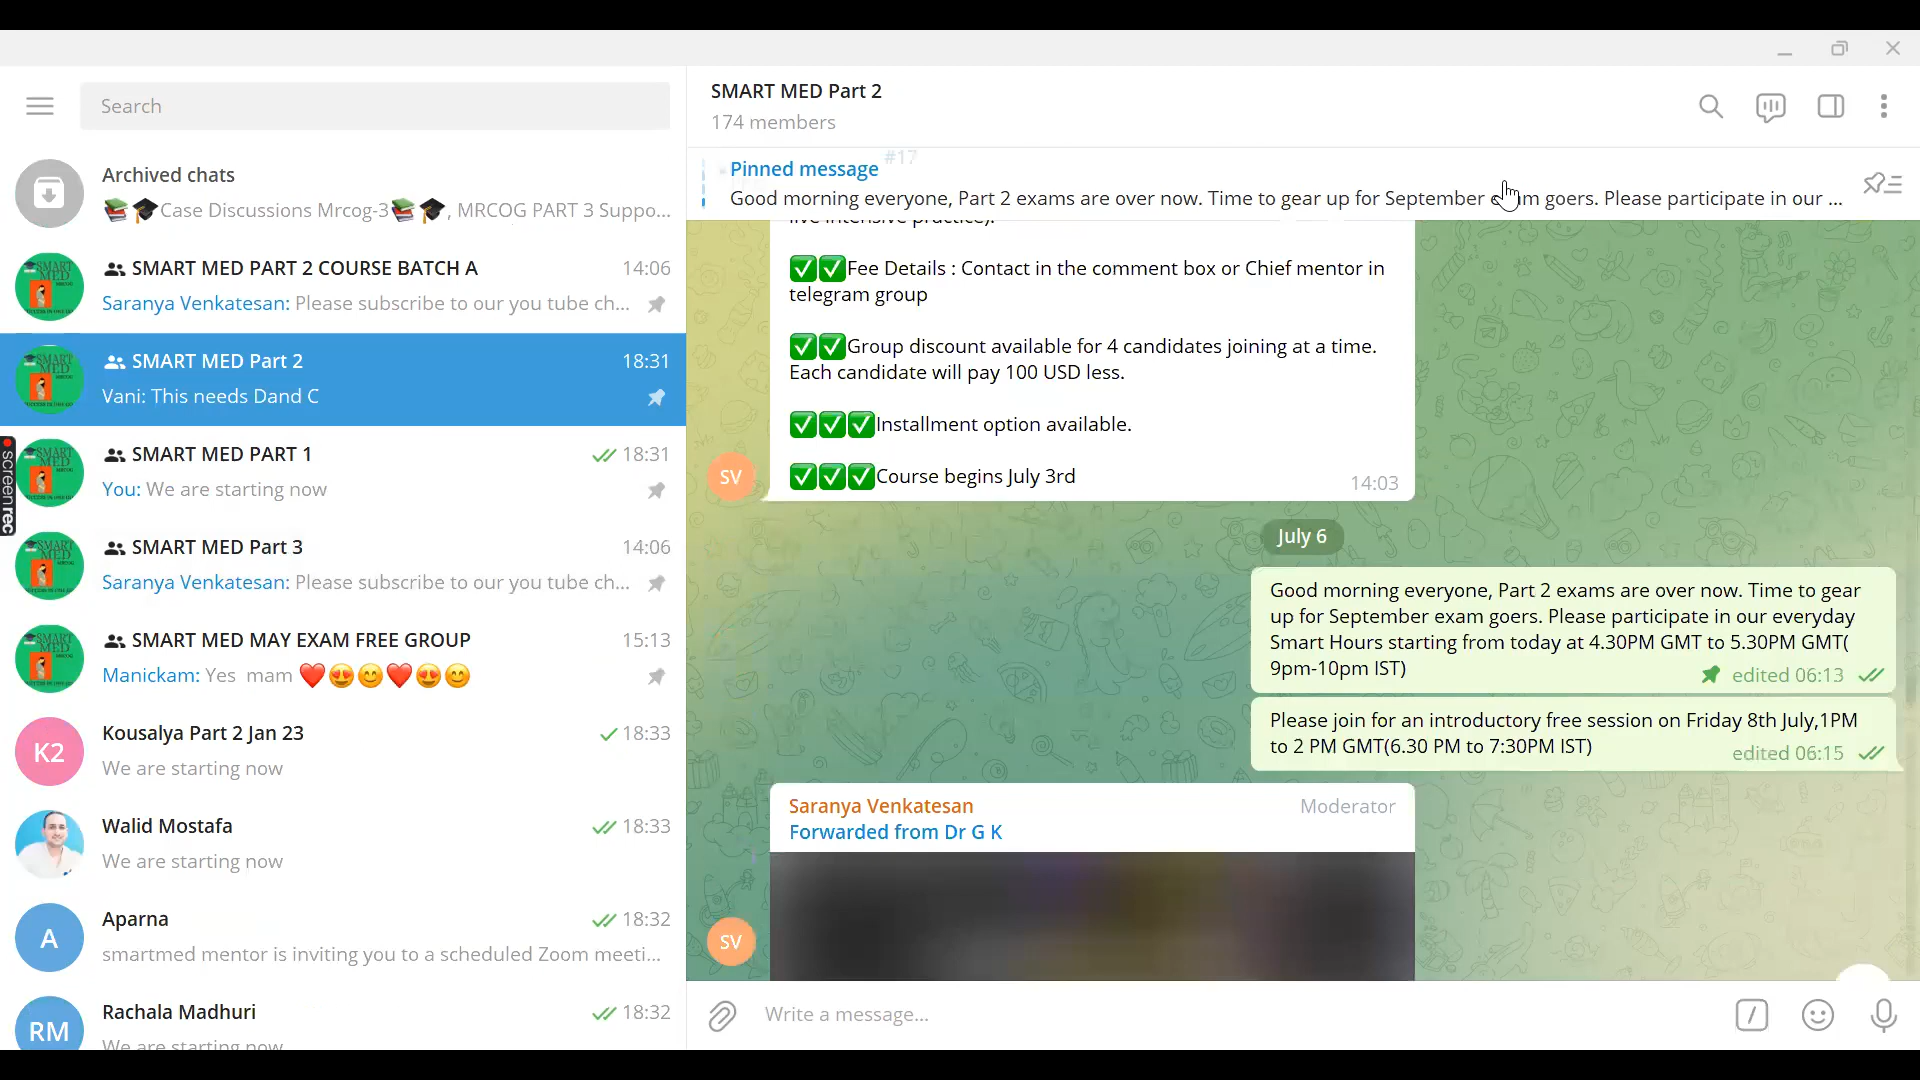 Search
Archived chats
📚🎓Case Discussions Mrcog-3📚🎓, MRCOG PART 3 Suppo...
SMART MED PART 2 COURSE BATCH A 14:06
Saranya Venkatesan: Please subscribe to our you tube ch...
SMART MED Part 2 18:31
Vani: This needs Dand C
SMART MED PART 1 18:31
You: We are starting now
SMART MED Part 3 14:06
Saranya Venkatesan: Please subscribe to our you tube ch...
SMART MED MAY EXAM FREE GROUP 15:13
Manickam: Yes mam ❤️😍😊❤️😍😊
K2
Kousalya Part 2 Jan 23 18:33
We are starting now
Walid Mostafa 18:33
We are starting now
A
Aparna 18:32
smartmed mentor is inviting you to a scheduled Zoom meeti...
RM
Rachala Madhuri 18:32
We are starting now
screenrec
SMART MED Part 2
174 members
Pinned message #17
Good morning everyone, Part 2 exams are over now. Time to gear up for September exam goers. Please participate in our ...
live intensive practice).
✅✅Fee Details : Contact in the comment box or Chief mentor in
telegram group
✅✅Group discount available for 4 candidates joining at a time.
Each candidate will pay 100 USD less.
✅✅✅Installment option available.
✅✅✅Course begins July 3rd
14:03
SV
July 6
Good morning everyone, Part 2 exams are over now. Time to gear
up for September exam goers. Please participate in our everyday
Smart Hours starting from today at 4.30PM GMT to 5.30PM GMT(
9pm-10pm IST)
edited 06:13
Please join for an introductory free session on Friday 8th July,1PM
to 2 PM GMT(6.30 PM to 7:30PM IST)
edited 06:15
Saranya Venkatesan Moderator
Forwarded from Dr G K
SV
Write a message...